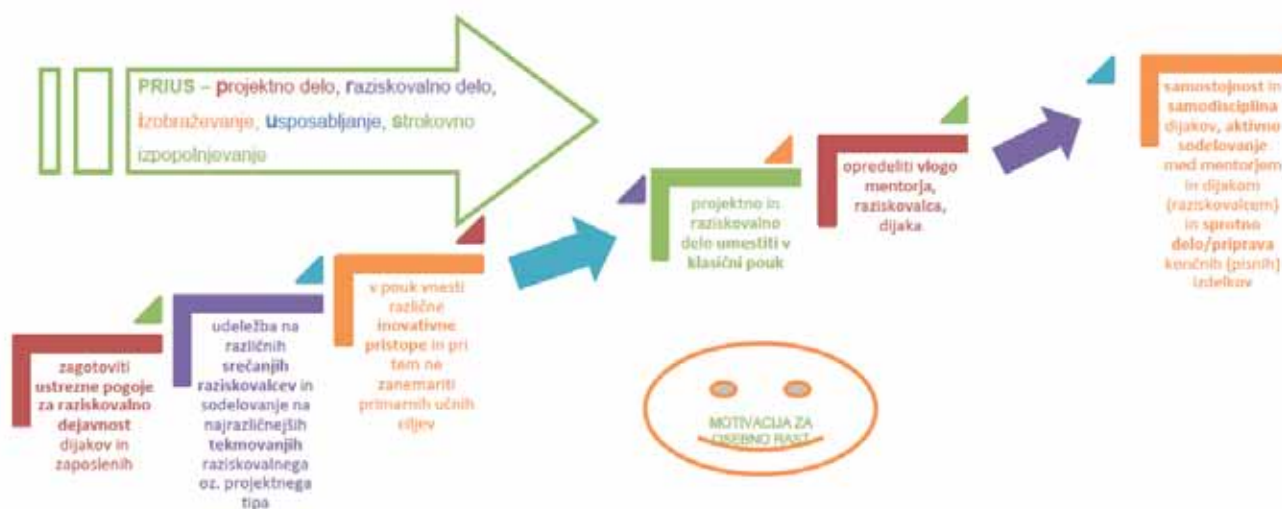 PRIUS – projektno delo, raziskovalno delo,
izobraževanje, usposabljanje, strokovno
izpopolnjevanje
zagotoviti
ustrezne pogoje
za raziskovalno
dejavnost
dijakov in
zaposlenih
udeležba na
različnih
srečanjih
raziskovalcev in
sodelovanje na
najrazličnejših
tekmovanjih
raziskovalnega
oz. projektnega
tipa
v pouk vnesti
različne
inovativne
pristope in pri
tem ne
zanemariti
primarnih učnih
ciljev
projektno in
raziskovalno
delo umestiti v
klasični pouk
opredeliti vlogo
mentorja,
raziskovalca,
dijaka
samostojnost in
samodisciplina
dijakov, aktivno
sodelovanje
med mentorjem
in dijakom
(raziskovalcem)
in sprotno
delo/priprava
končnih (pisnih)
izdelkov
MOTIVACIJA ZA
OSEBNO RAST